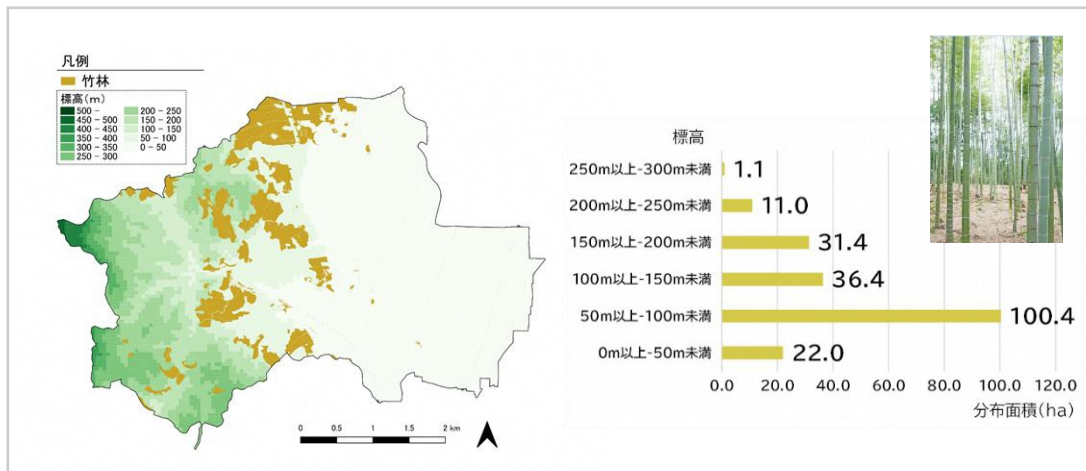 凡例
竹林
標高(m)
500 -
450 - 500
400 - 450
350 - 400
300 - 350
250 - 300
200 - 250
150 - 200
100 - 150
50 - 100
0 - 50
0 0.5 1 1.5 2 km
標高
250m以上-300m未満 1.1
200m以上-250m未満 11.0
150m以上-200m未満 31.4
100m以上-150m未満 36.4
50m以上-100m未満 100.4
0m以上-50m未満 22.0
0.0 20.0 40.0 60.0 80.0 100.0 120.0
分布面積(ha)